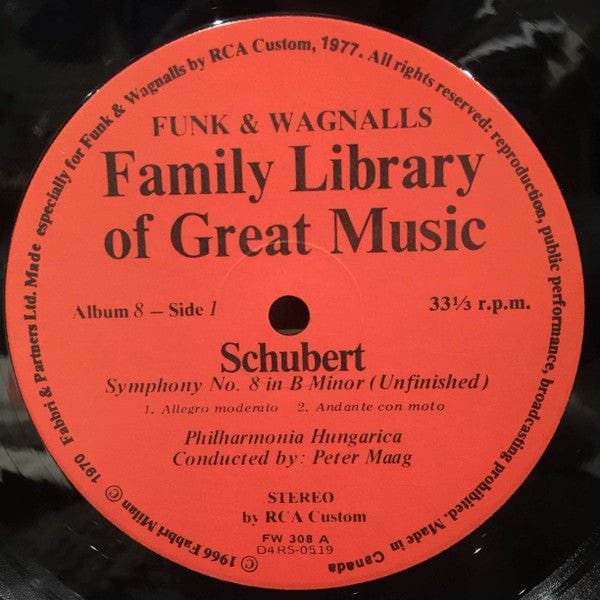 © 1966 Fabbri Milan © 1970 Fabbri & Partners Ltd. Made especially for Funk & Wagnalls by RCA Custom, 1977. All rights reserved: reproduction, public performance, broadcasting prohibited. Made in Canada
FUNK & WAGNALLS
Family Library
of Great Music
Album 8 – Side 1 33⅓ r.p.m.
Schubert
Symphony No. 8 in B Minor (Unfinished)
1. Allegro moderato 2. Andante con moto
Philharmonia Hungarica
Conducted by: Peter Maag
STEREO
by RCA Custom
FW 308 A
D4RS-0519